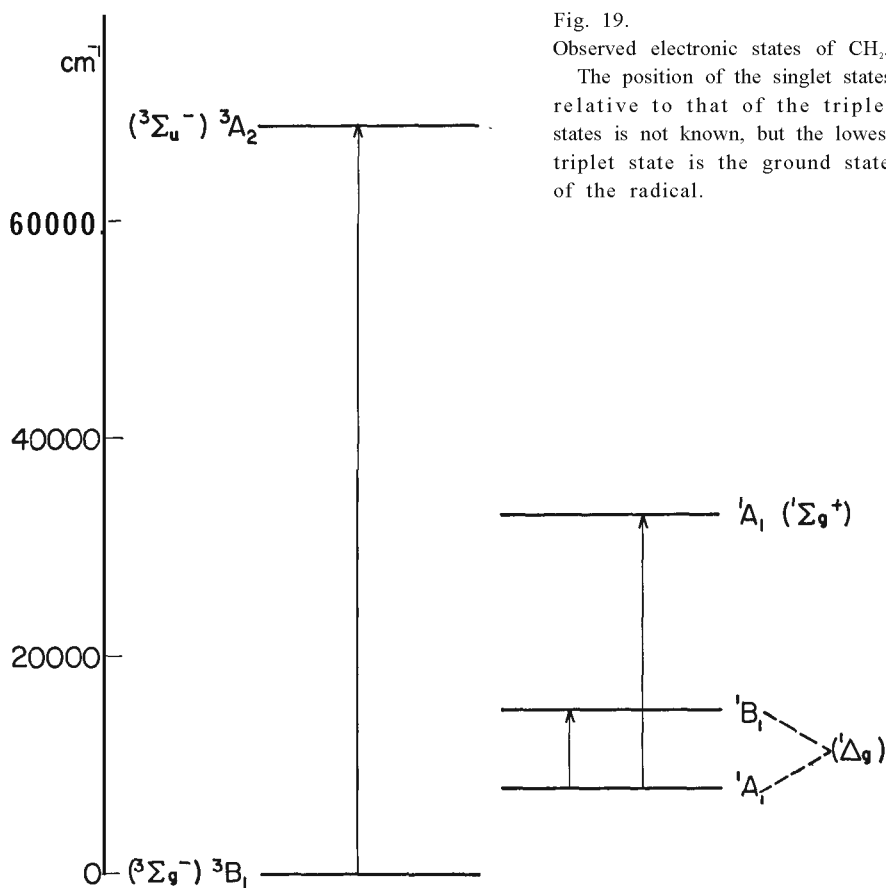 Fig. 19.
Observed electronic states of CH₂.
The position of the singlet states
relative to that of the triple
states is not known, but the lowes
triplet state is the ground state
of the radical.
cm⁻¹
(³Σᵤ⁻) ³A₂
60000
40000
¹A₁ (¹Σg⁺)
20000
¹B₁
(¹Δg)
¹A₁
0 (³Σg⁻) ³B₁